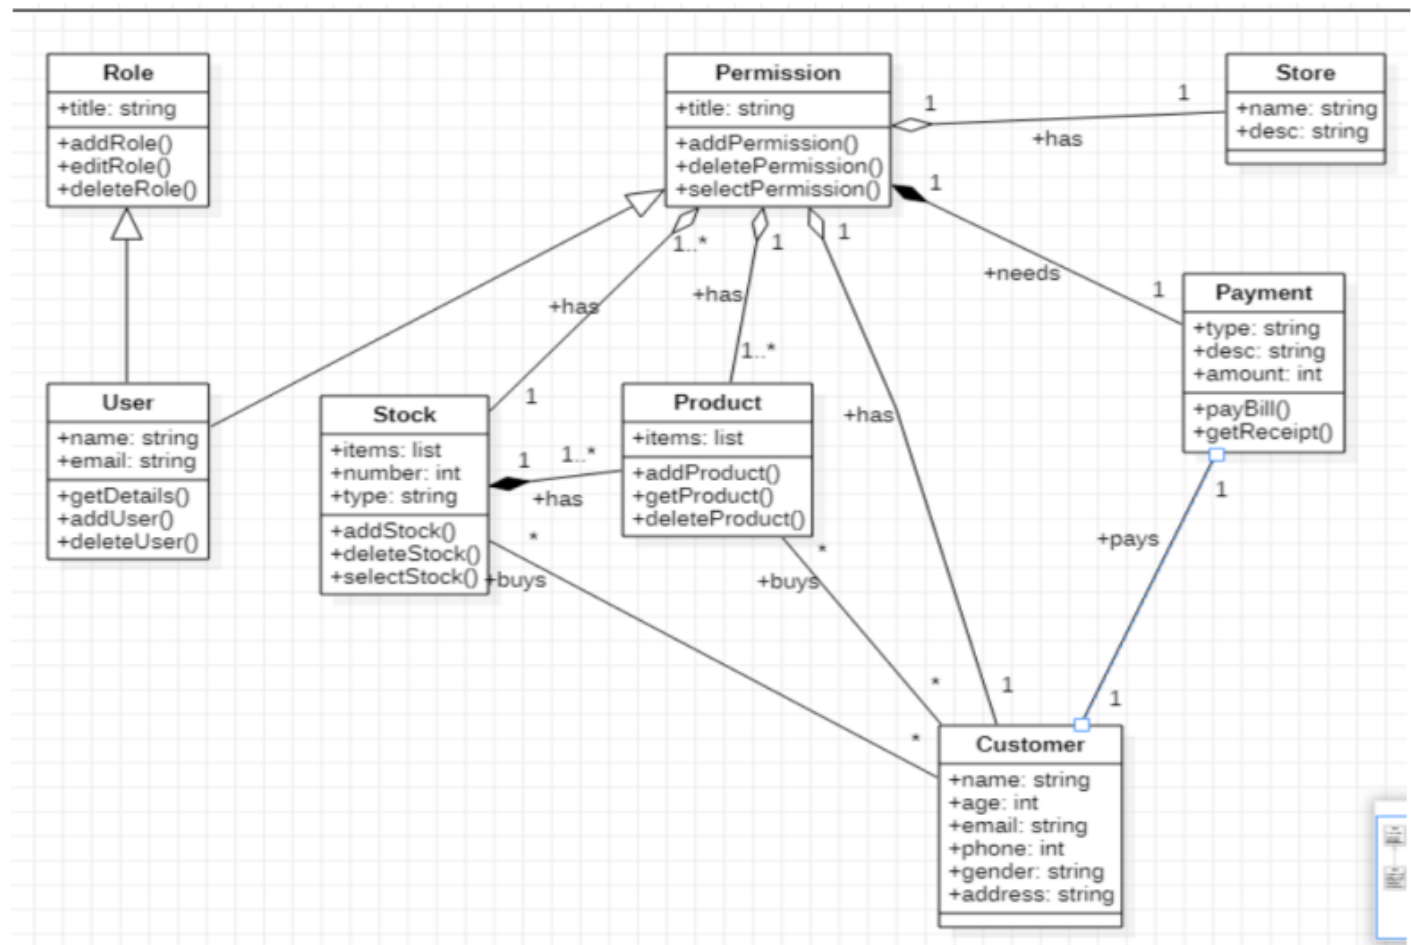 Role
+title: string
+addRole()
+editRole()
+deleteRole()
Permission
+title: string
+addPermission()
+deletePermission()
+selectPermission()
Store
+name: string
+desc: string
1
1
+has
1
+needs
1
1..*
+has
1
1
+has
1..*
1
+has
1
Payment
+type: string
+desc: string
+amount: int
+payBill()
+getReceipt()
User
+name: string
+email: string
+getDetails()
+addUser()
+deleteUser()
Stock
+items: list
+number: int
+type: string
+addStock()
+deleteStock()
+selectStock()
1
1..*
+has
Product
+items: list
+addProduct()
+getProduct()
+deleteProduct()
*
+buys
*
*
+buys
*
1
+pays
1
Customer
+name: string
+age: int
+email: string
+phone: int
+gender: string
+address: string